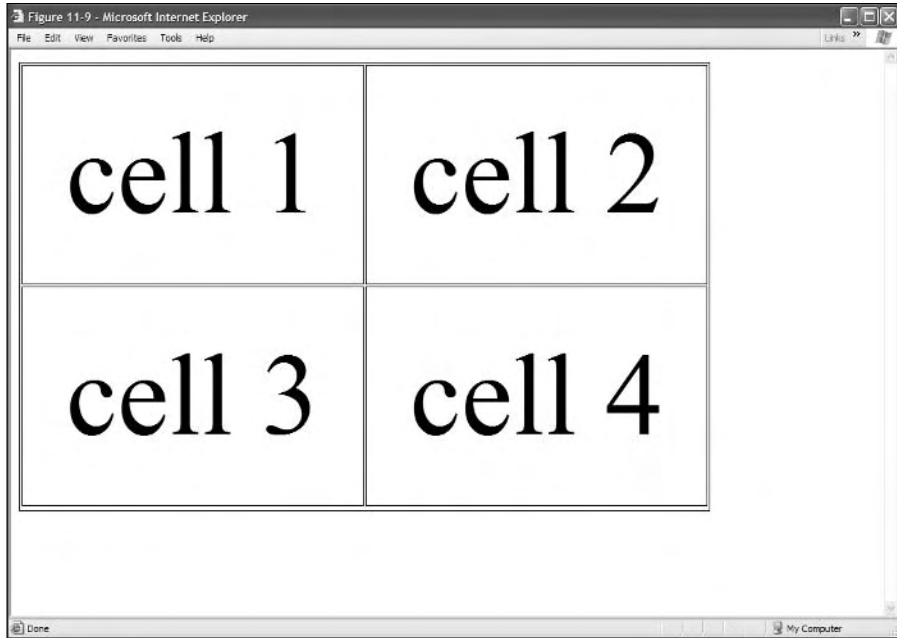 Figure 11-9 - Microsoft Internet Explorer
File Edit View Favorites Tools Help
Links »
cell 1 cell 2
cell 3 cell 4
Done
My Computer